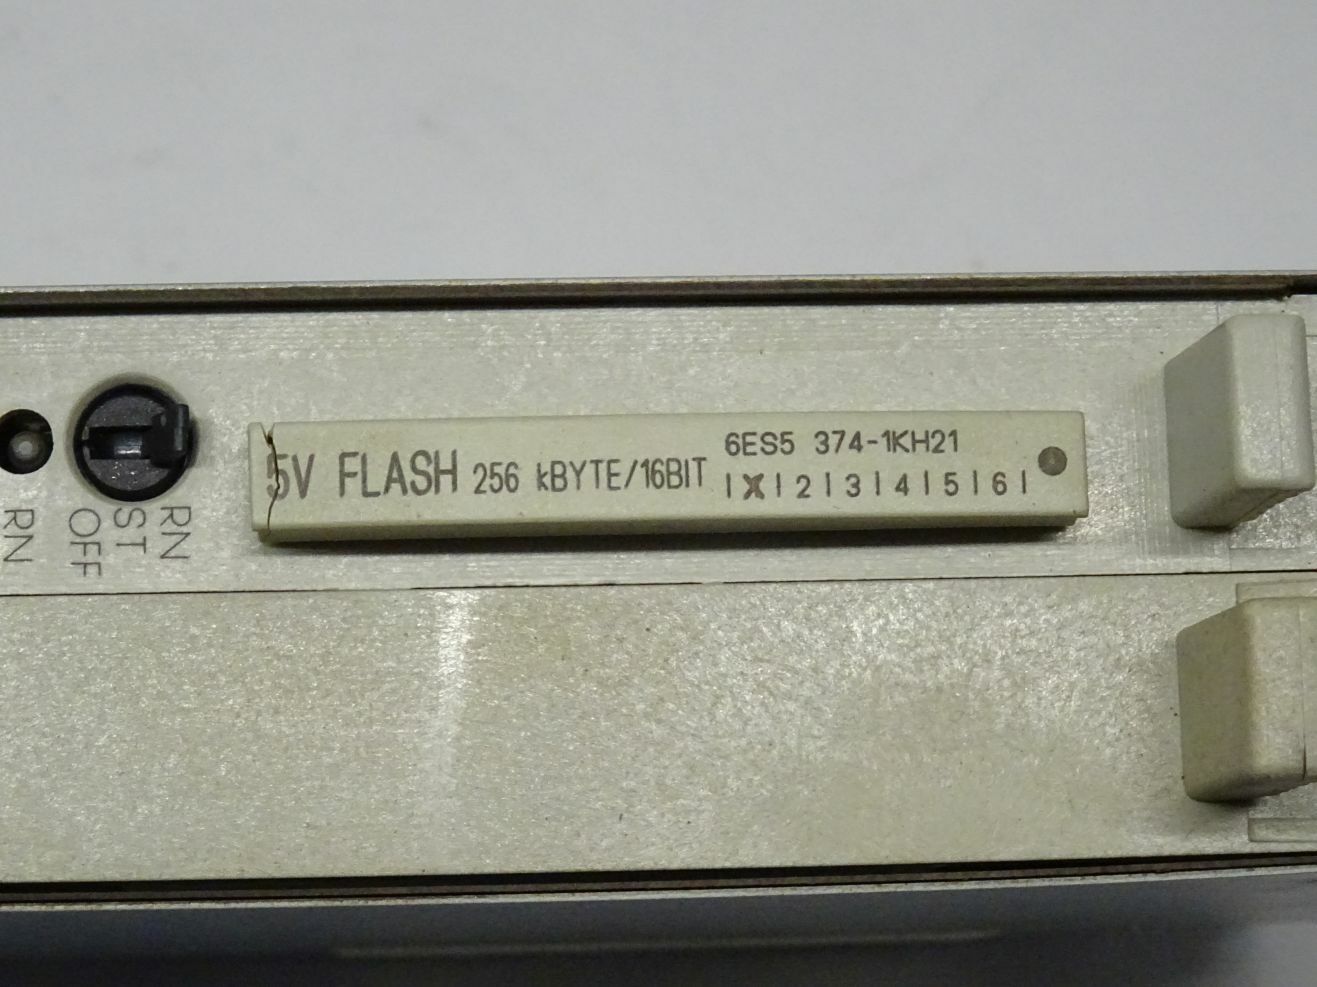 5V FLASH 256 kBYTE/16BIT
6ES5 374-1KH21
|X|2|3|4|5|6|
RN
ST
OFF
RN